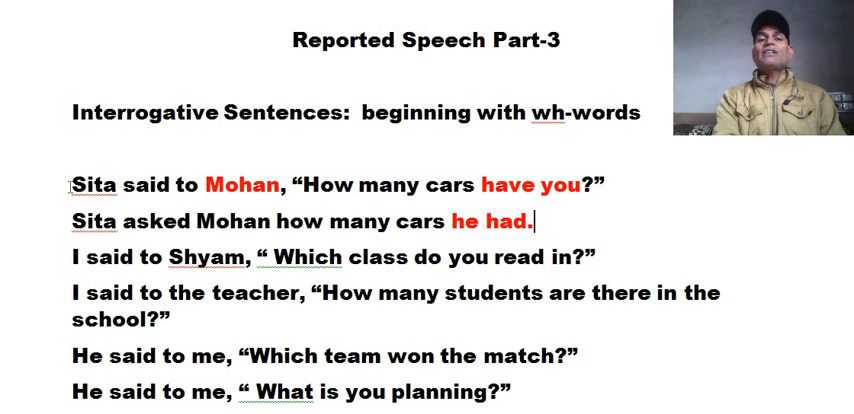 Reported Speech Part-3
Interrogative Sentences:  beginning with wh-words
Sita said to Mohan, “How many cars have you?”
Sita asked Mohan how many cars he had.
I said to Shyam, “ Which class do you read in?”
I said to the teacher, “How many students are there in the
school?”
He said to me, “Which team won the match?”
He said to me, “ What is you planning?”